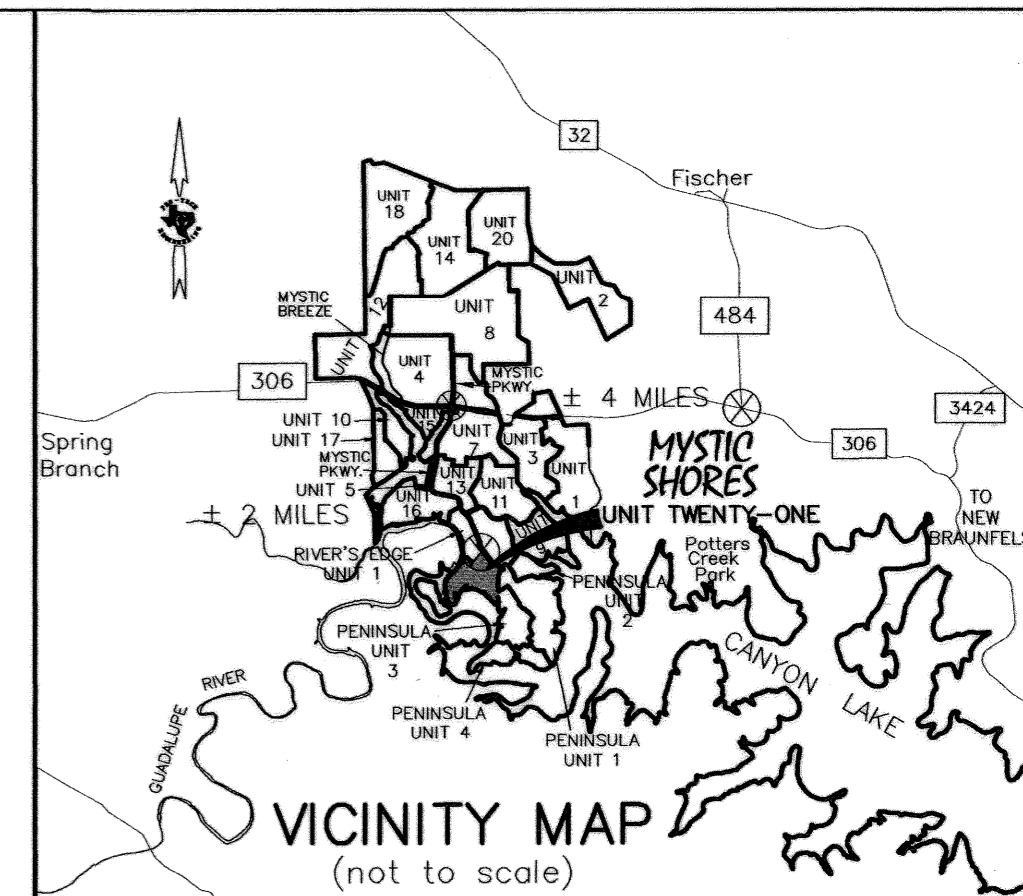 32
Fischer
UNIT
18
UNIT
20
UNIT
14
UNIT
2
MYSTIC
BREEZE
12
UNIT
UNIT
8
484
UNIT
4
MYSTIC
PKWY.
306
± 4 MILES
3424
UNIT 10
UNIT
15
UNIT
7
UNIT
3
306
Spring
Branch
UNIT 17
MYSTIC
PKWY.
UNIT 5
UNIT
13
UNIT
11
UNIT
1
MYSTIC
SHORES
UNIT TWENTY-ONE
UNIT
16
± 2 MILES
TO
NEW
BRAUNFELS
UNIT
9
Potters
Creek
Park
RIVER'S EDGE
UNIT 1
PENINSULA
UNIT
2
PENINSULA
UNIT
3
CANYON
LAKE
RIVER
GUADALUPE
PENINSULA
UNIT 4
PENINSULA
UNIT 1
VICINITY MAP
(not to scale)